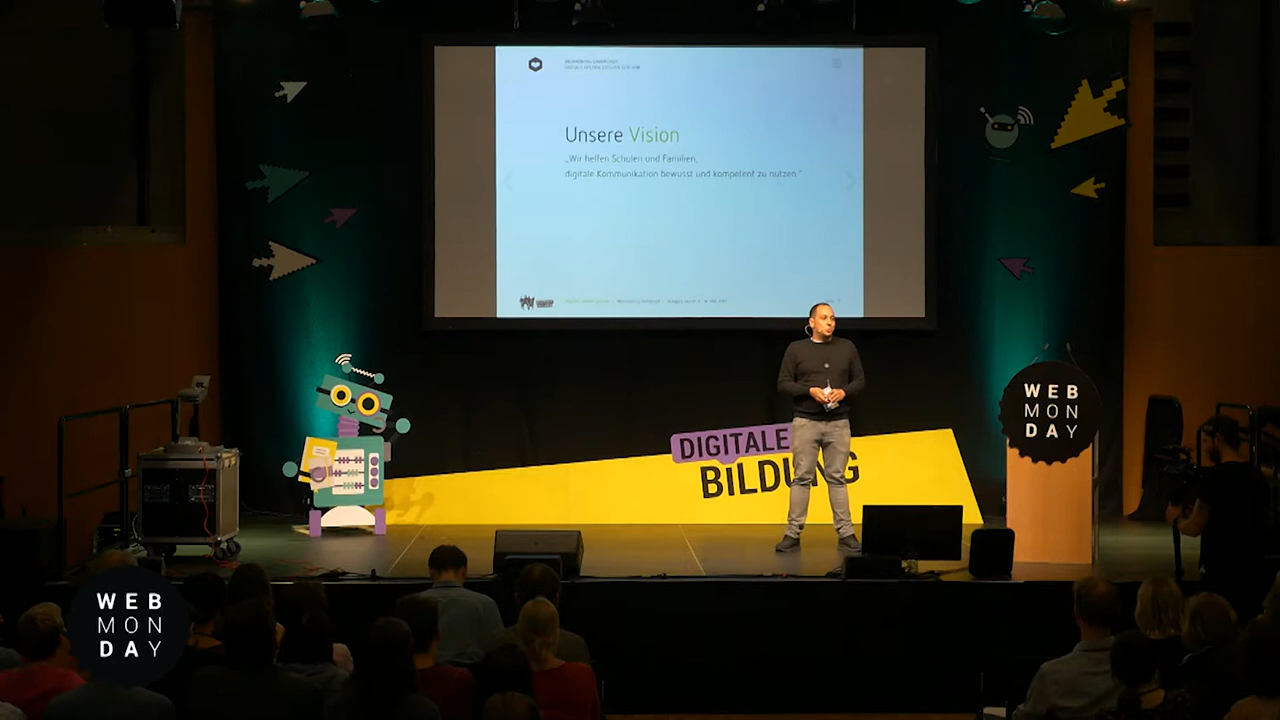 Unsere Vision
„Wir helfen Schulen und Familien,
digitale Kommunikation bewusst und kompetent zu nutzen."
WEB
MON
DAY
DIGITALE
BiLDUNG
WEB
MON
DAY